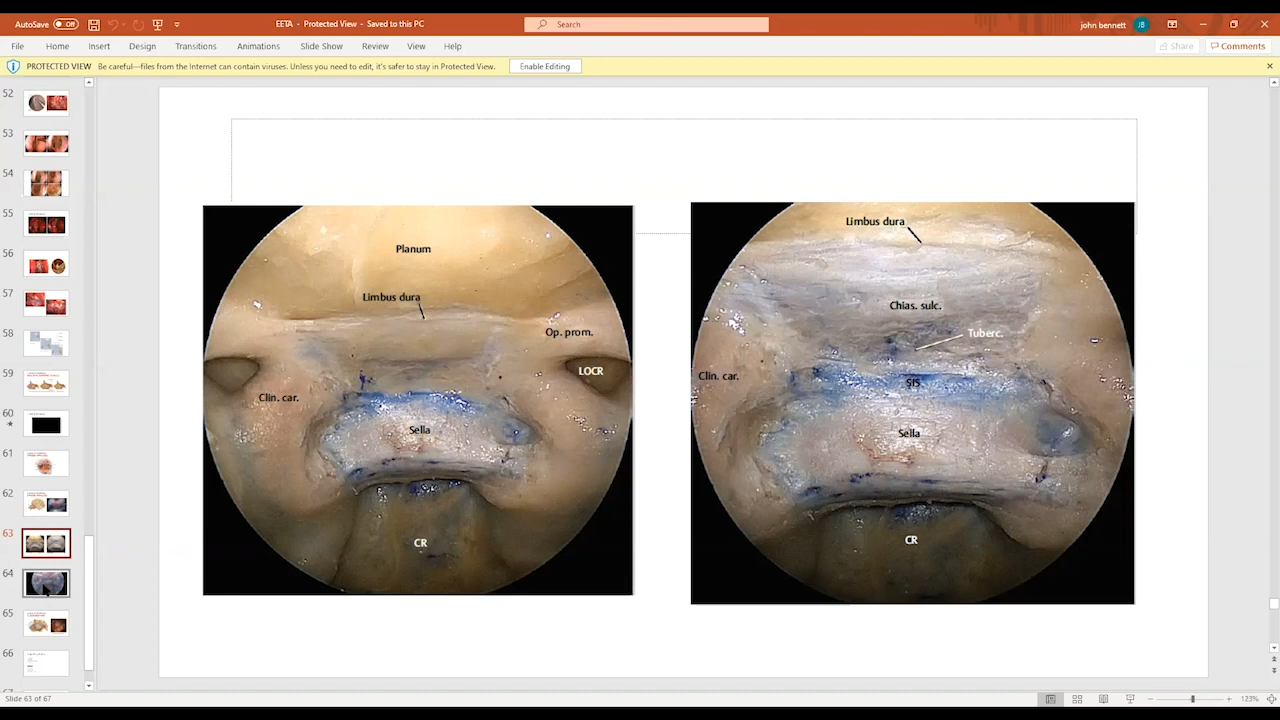 AutoSave
Off
EETA - Protected View - Saved to this PC
Search
john bennett
JB
File
Home
Insert
Design
Transitions
Animations
Slide Show
Review
View
Help
Share
Comments
PROTECTED VIEW Be careful—files from the Internet can contain viruses. Unless you need to edit, it's safer to stay in Protected View.
Enable Editing
52
53
54
55
56
57
58
59
60
61
62
63
64
65
66
Planum
Limbus dura
Op. prom.
LOCR
Clin. car.
Sella
CR
Limbus dura
Chias. sulc.
Tuberc.
Clin. car.
SIS
Sella
CR
Slide 63 of 67
123%